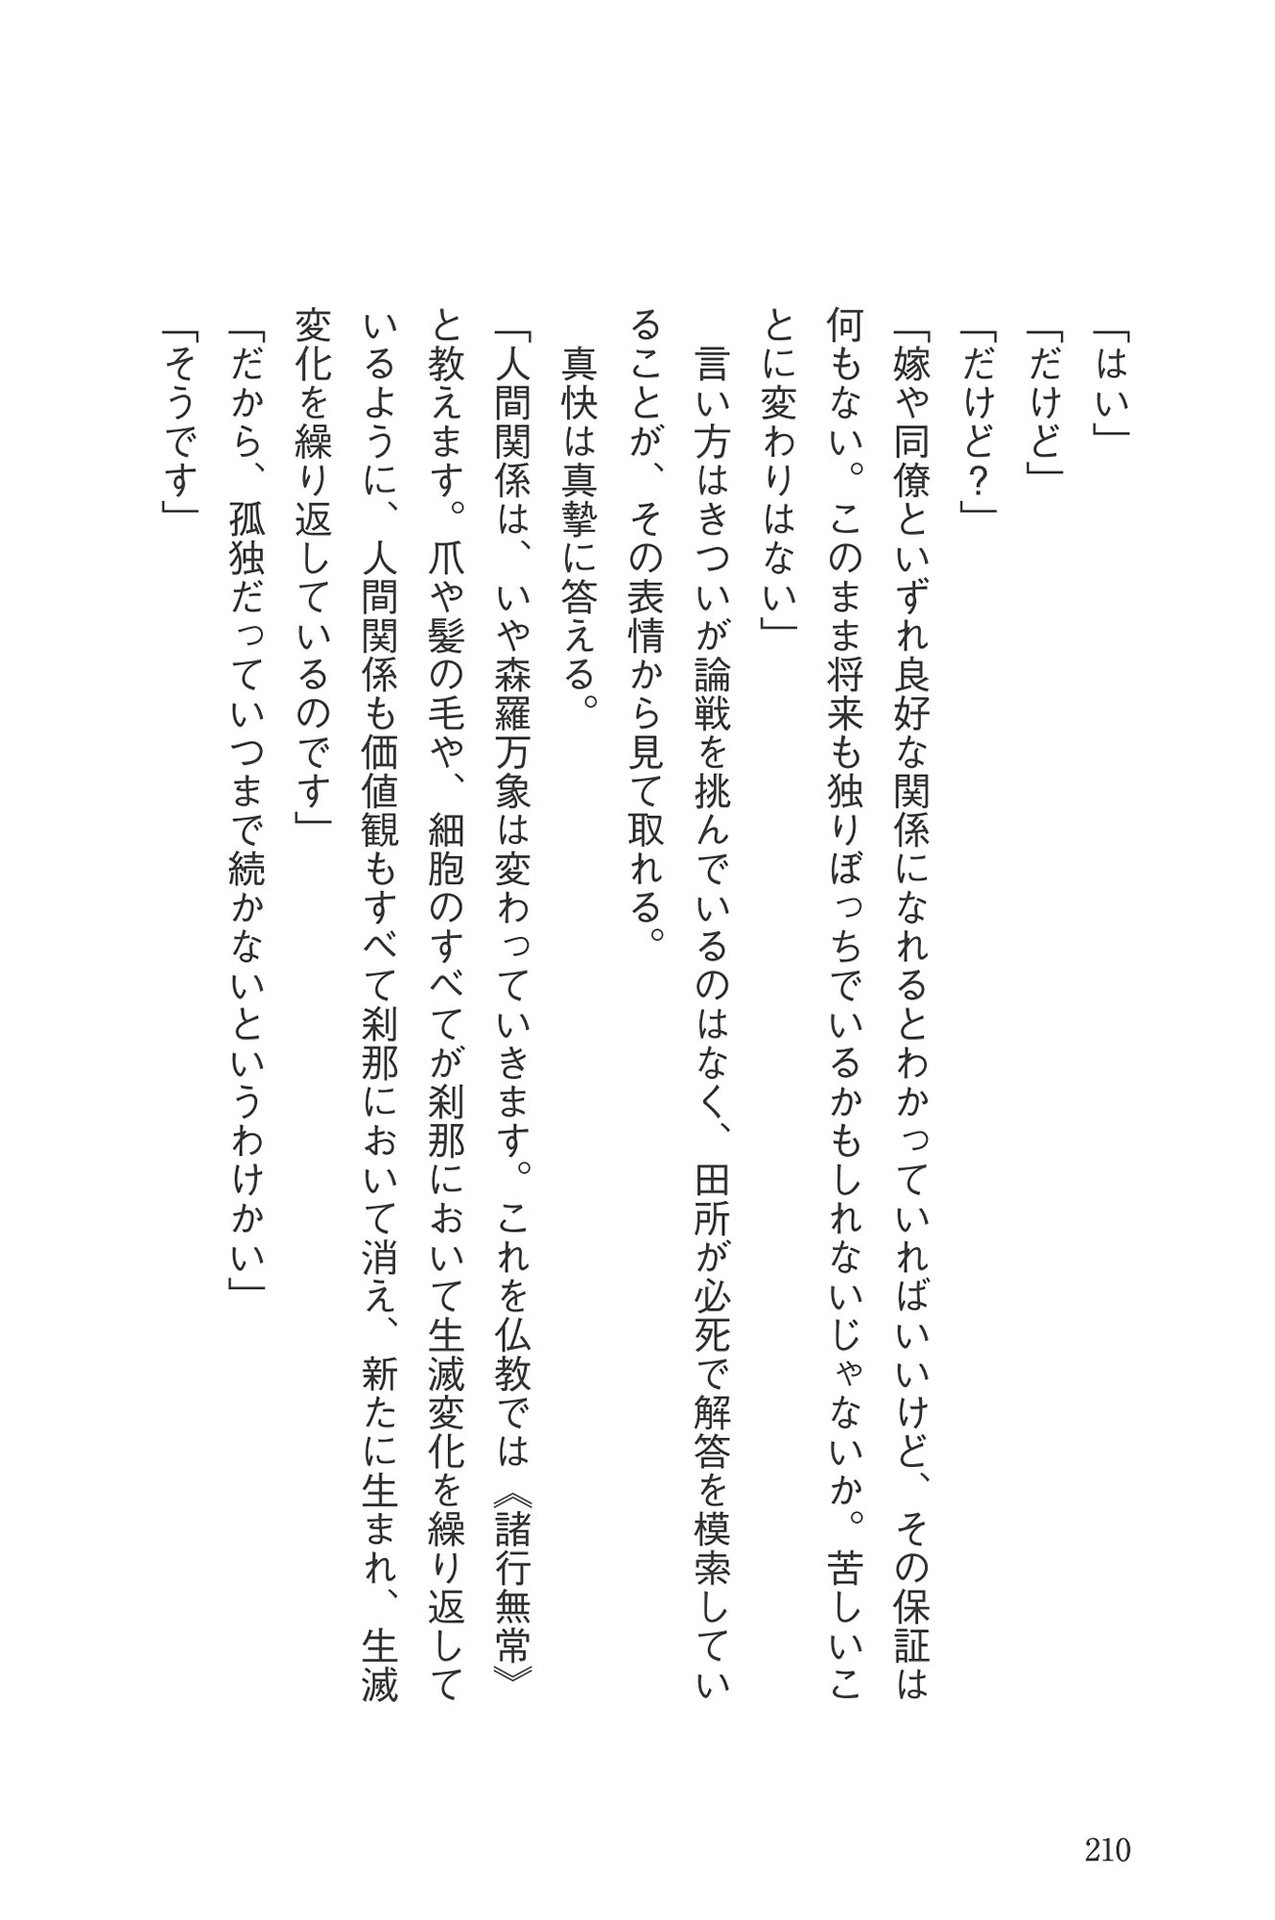 「はい」
「だけど」
「だけど？」
「嫁や同僚といずれ良好な関係になれるとわかっていればいいけど、その保証は
何もない。このまま将来も独りぼっちでいるかもしれないじゃないか。苦しいこ
とに変わりはない」
　言い方はきついが論戦を挑んでいるのはなく、田所が必死で解答を模索してい
ることが、その表情から見て取れる。
　真快は真摯に答える。
「人間関係は、いや森羅万象は変わっていきます。これを仏教では《諸行無常》
と教えます。爪や髪の毛や、細胞のすべてが刹那において生滅変化を繰り返して
いるように、人間関係も価値観もすべて刹那において消え、新たに生まれ、生滅
変化を繰り返しているのです」
「だから、孤独だっていつまで続かないというわけかい」
「そうです」
210